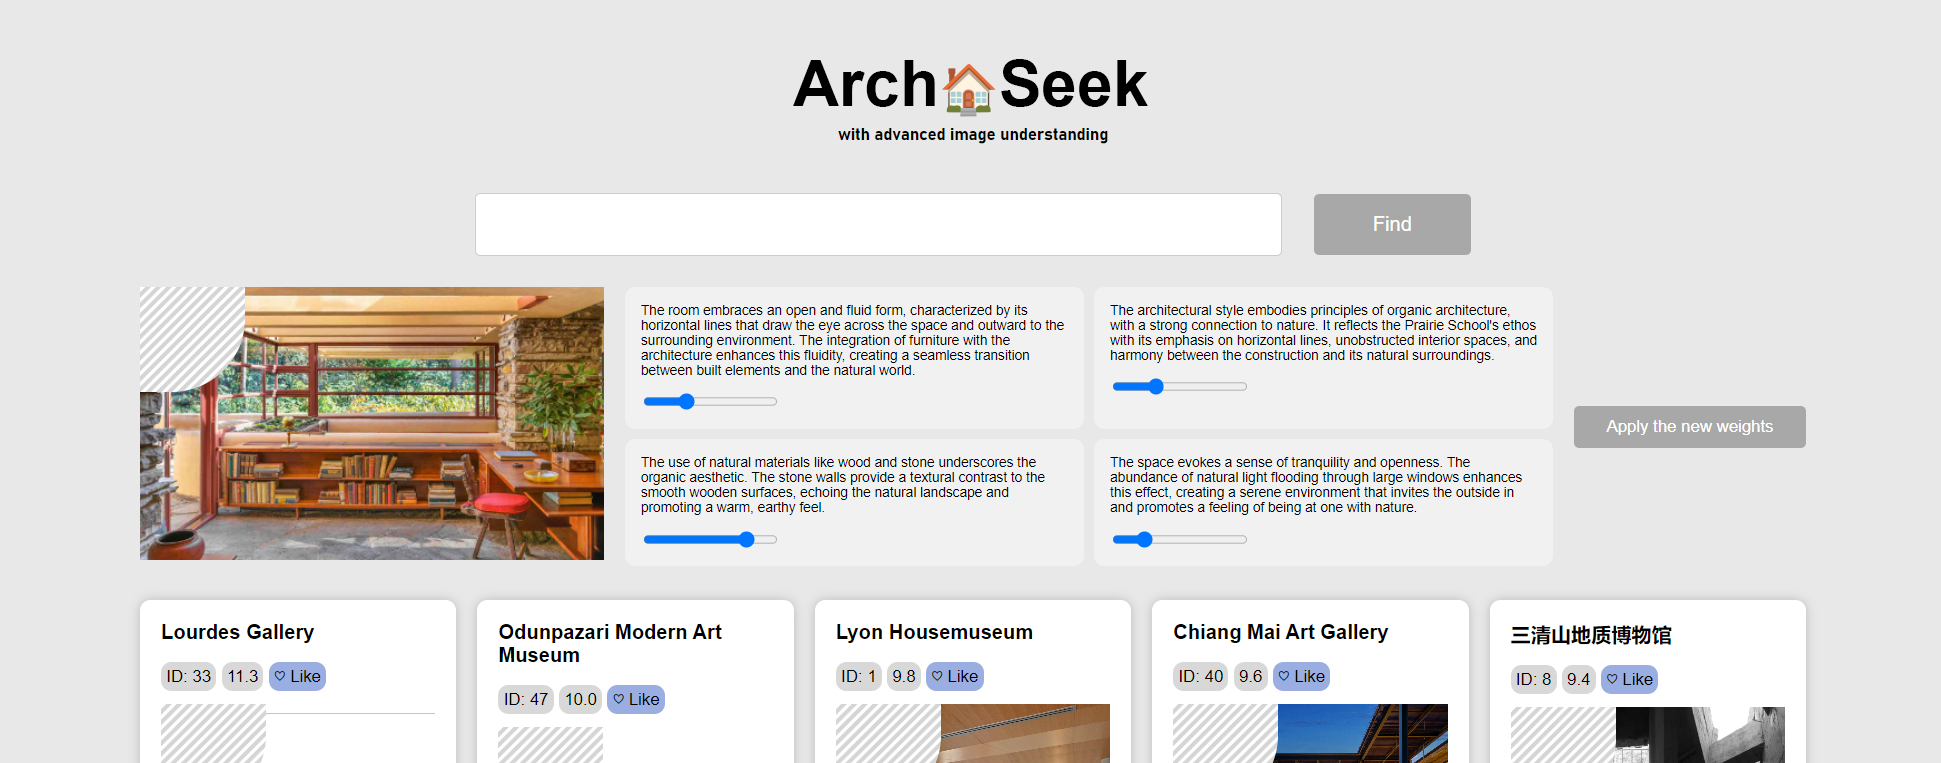 Arch🏠Seek
with advanced image understanding
Find
The room embraces an open and fluid form, characterized by its
horizontal lines that draw the eye across the space and outward to the
surrounding environment. The integration of furniture with the
architecture enhances this fluidity, creating a seamless transition
between built elements and the natural world.
The architectural style embodies principles of organic architecture,
with a strong connection to nature. It reflects the Prairie School's ethos
with its emphasis on horizontal lines, unobstructed interior spaces, and
harmony between the construction and its natural surroundings.
The use of natural materials like wood and stone underscores the
organic aesthetic. The stone walls provide a textural contrast to the
smooth wooden surfaces, echoing the natural landscape and
promoting a warm, earthy feel.
The space evokes a sense of tranquility and openness. The
abundance of natural light flooding through large windows enhances
this effect, creating a serene environment that invites the outside in
and promotes a feeling of being at one with nature.
Apply the new weights
Lourdes Gallery
ID: 33 11.3 ♡ Like
Odunpazari Modern Art
Museum
ID: 47 10.0 ♡ Like
Lyon Housemuseum
ID: 1 9.8 ♡ Like
Chiang Mai Art Gallery
ID: 40 9.6 ♡ Like
三清山地质博物馆
ID: 8 9.4 ♡ Like